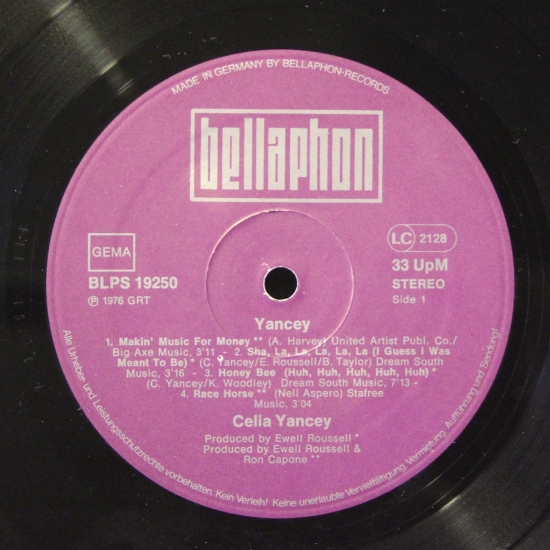 MADE IN GERMANY BY BELLAPHON-RECORDS
bellaphon
GEMA
BLPS 19250
℗ 1976 GRT
LC 2128
33 UpM
STEREO
Side 1
Yancey
1. Makin' Music For Money ** (A. Harvey) United Artist Publ. Co./
Big Axe Music, 3'11 - 2. Sha, La, La, La, La, La (I Guess I Was
Meant To Be) * (C. Yancey/E. Roussell/B. Taylor) Dream South
Music, 3'16 - 3. Honey Bee (Huh, Huh, Huh, Huh, Huh) *
(C. Yancey/K. Woodley) Dream South Music, 7'13 -
4. Race Horse ** (Nell Aspero) Stafree
Music, 3'04
Celia Yancey
Produced by Ewell Roussell *
Produced by Ewell Roussell &
Ron Capone **
Alle Urheber und Leistungsschutzrechte vorbehalten. Kein Verleih! Keine unerlaubte Vervielfältigung, Vermietung, Aufführung und Sendung!